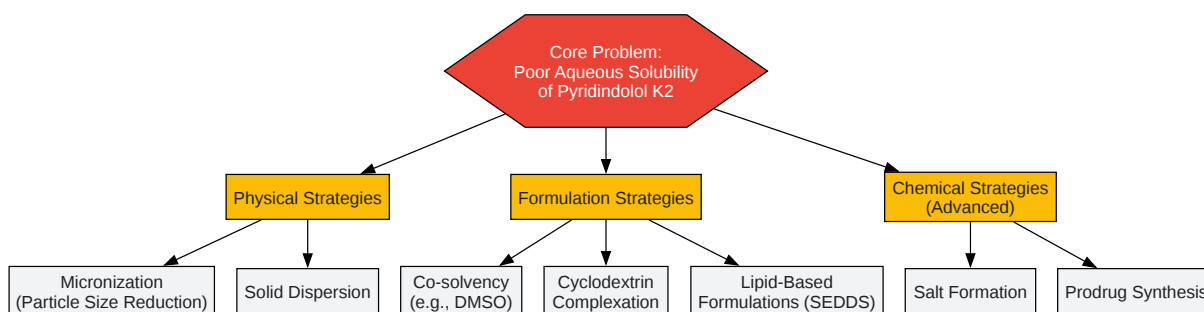 Core Problem:
Poor Aqueous Solubility
of Pyridindolol K2
Physical Strategies
Formulation Strategies
Chemical Strategies
(Advanced)
Micronization
(Particle Size Reduction)
Solid Dispersion
Co-solvency
(e.g., DMSO)
Cyclodextrin
Complexation
Lipid-Based
Formulations (SEDDS)
Salt Formation
Prodrug Synthesis